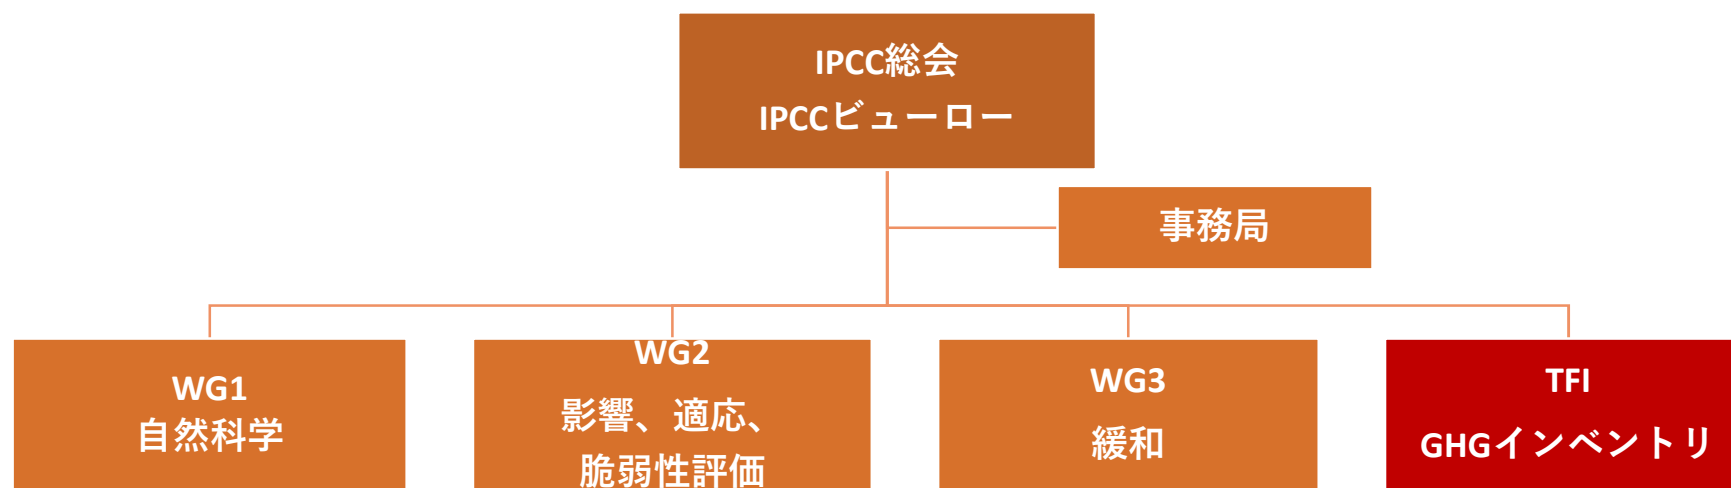 IPCC総会
IPCCビューロー
事務局
WG1
自然科学
WG2
影響、適応、
脆弱性評価
WG3
緩和
TFI
GHGインベントリ